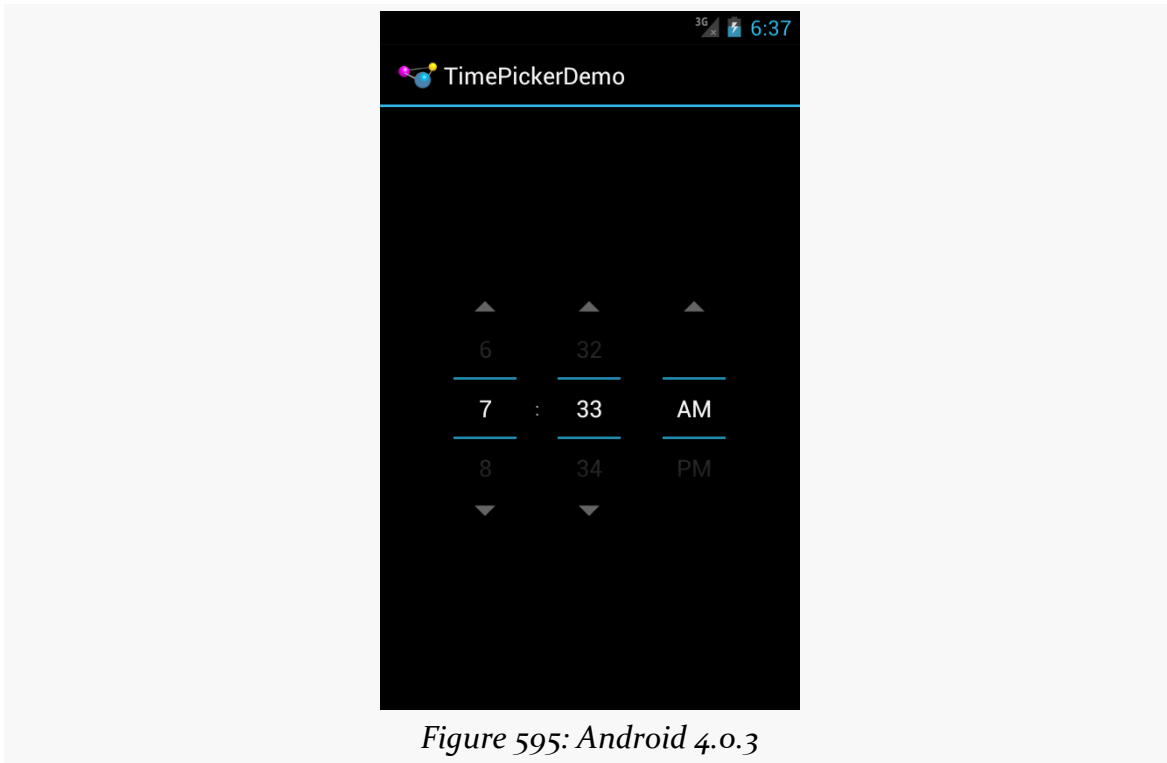 3G
6:37
TimePickerDemo
6 32
7 : 33 AM
8 34 PM
Figure 595: Android 4.0.3